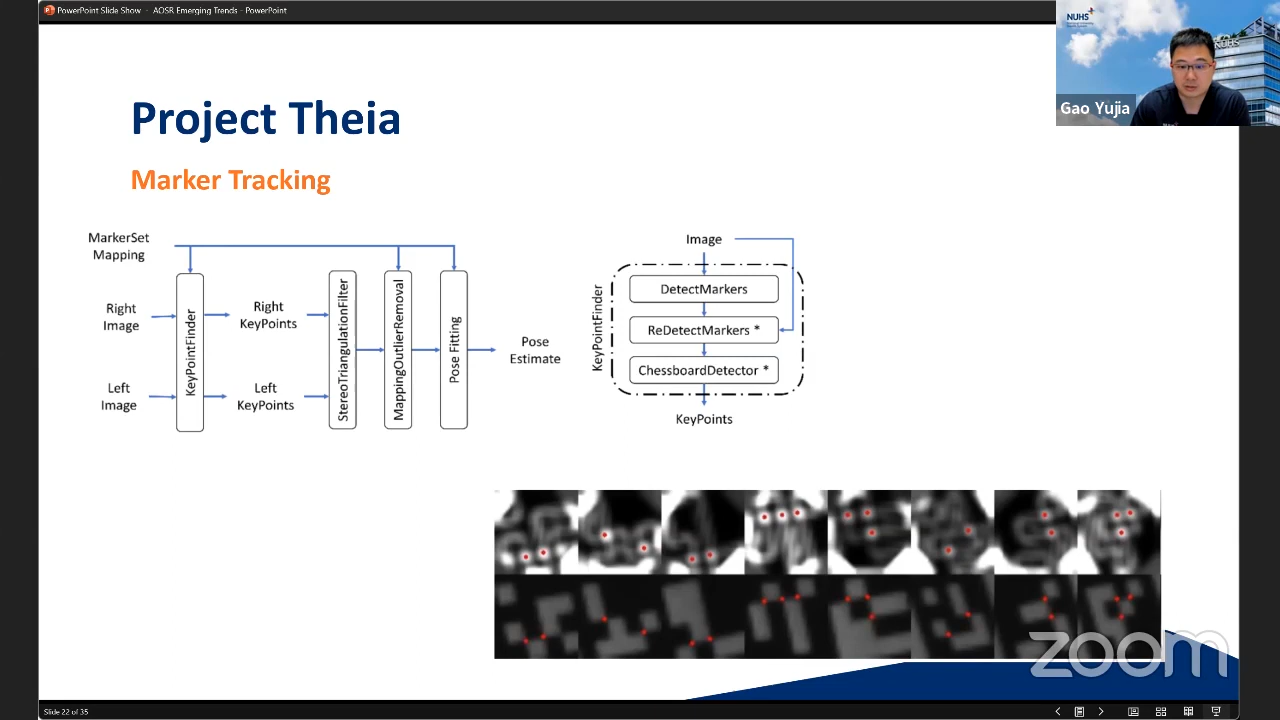 PowerPoint Slide Show - AOSR Emerging Trends - PowerPoint
NUHS
NUHS
Gao Yujia
Project Theia
Marker Tracking
MarkerSet
Mapping
Right
Image
Left
Image
KeyPointFinder
Right
KeyPoints
Left
KeyPoints
StereoTriangulationFilter
MappingOutlierRemoval
Pose Fitting
Pose
Estimate
Image
KeyPointFinder
DetectMarkers
ReDetectMarkers *
ChessboardDetector *
KeyPoints
zoom
Slide 22 of 35